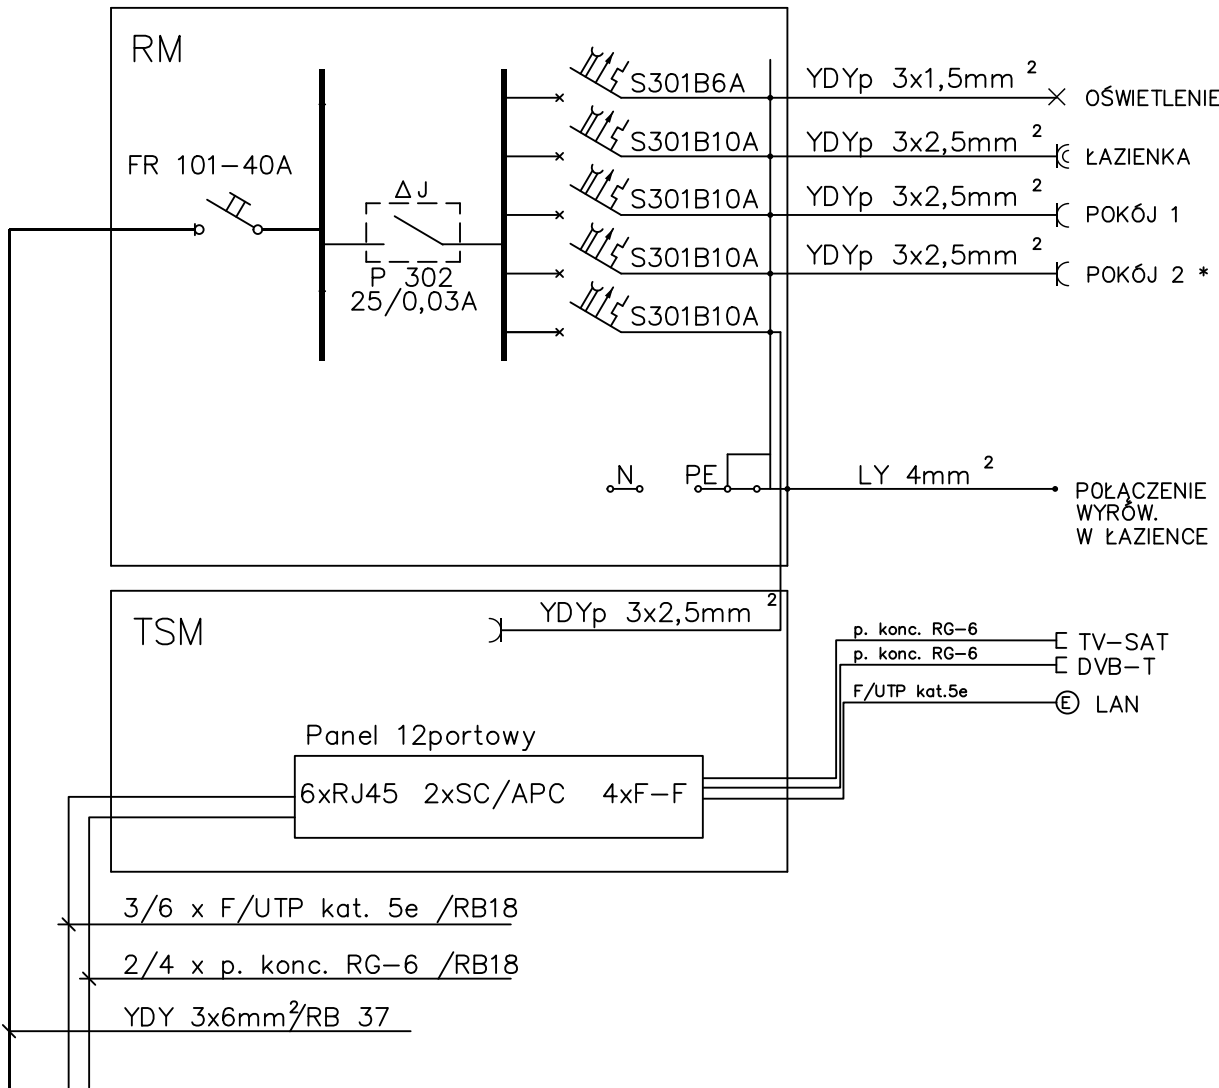 RM
S301B6A
YDYp 3x1,5mm 2
OŚWIETLENIE
FR 101-40A
S301B10A
YDYp 3x2,5mm 2
ŁAZIENKA
Δ J
S301B10A
YDYp 3x2,5mm 2
POKÓJ 1
P 302
25/0,03A
S301B10A
YDYp 3x2,5mm 2
POKÓJ 2 *
S301B10A
N
PE
LY 4mm 2
POŁĄCZENIE
WYRÓW.
W ŁAZIENCE
TSM
YDYp 3x2,5mm 2
p. konc. RG-6
TV-SAT
p. konc. RG-6
DVB-T
F/UTP kat.5e
E
LAN
Panel 12portowy
6xRJ45 2xSC/APC 4xF-F
3/6 x F/UTP kat. 5e /RB18
2/4 x p. konc. RG-6 /RB18
YDY 3x6mm2/RB 37